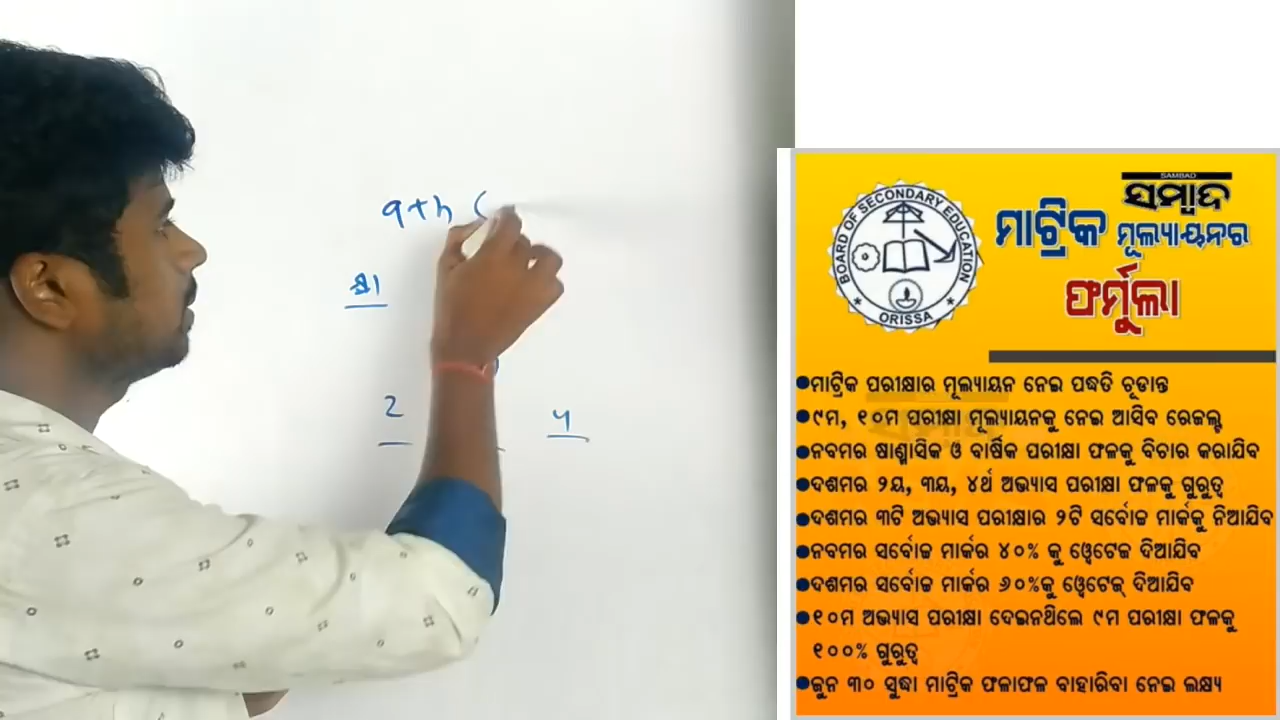 9th (
ଷା
2
4
BOARD OF SECONDARY EDUCATION
ORISSA
SAMBAD
ସମ୍ବାଦ
ମାଟ୍ରିକ ମୂଲ୍ୟାୟନର
ଫର୍ମୁଲା
ମାଟ୍ରିକ ପରୀକ୍ଷାର ମୂଲ୍ୟାୟନ ନେଇ ପଦ୍ଧତି ଚୂଡାନ୍ତ
୯ମ, ୧୦ମ ପରୀକ୍ଷା ମୂଲ୍ୟାୟନକୁ ନେଇ ଆସିବ ରେଜଲ୍ଟ
ନବମର ଷାଣ୍ମାସିକ ଓ ବାର୍ଷିକ ପରୀକ୍ଷା ଫଳକୁ ବିଚାର କରାଯିବ
ଦଶମର ୨ୟ, ୩ୟ, ୪ର୍ଥ ଅଭ୍ୟାସ ପରୀକ୍ଷା ଫଳକୁ ଗୁରୁତ୍ୱ
ଦଶମର ୩ଟି ଅଭ୍ୟାସ ପରୀକ୍ଷାର ୨ଟି ସର୍ବୋଚ୍ଚ ମାର୍କକୁ ନିଆଯିବ
ନବମର ସର୍ବୋଚ୍ଚ ମାର୍କର ୪୦% କୁ ୱେଟେଜ ଦିଆଯିବ
ଦଶମର ସର୍ବୋଚ୍ଚ ମାର୍କର ୬୦%କୁ ୱେଟେଜ୍ ଦିଆଯିବ
୧୦ମ ଅଭ୍ୟାସ ପରୀକ୍ଷା ଦେଇନଥିଲେ ୯ମ ପରୀକ୍ଷା ଫଳକୁ
୧୦୦% ଗୁରୁତ୍ୱ
ଜୁନ ୩୦ ସୁଦ୍ଧା ମାଟ୍ରିକ ଫଳାଫଳ ବାହାରିବା ନେଇ ଲକ୍ଷ୍ୟ